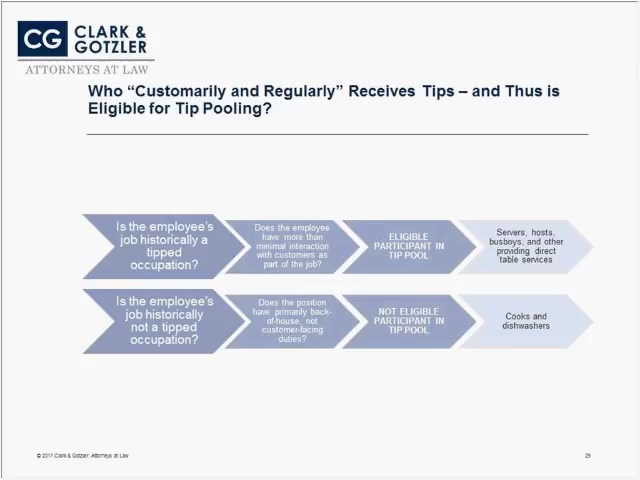 CG
CLARK &
GOTZLER
ATTORNEYS AT LAW
Who “Customarily and Regularly” Receives Tips – and Thus is
Eligible for Tip Pooling?
Is the employee's
job historically a
tipped
occupation?
Does the employee
have more than
minimal interaction
with customers as
part of the job?
ELIGIBLE
PARTICIPANT IN
TIP POOL
Servers, hosts,
busboys, and other
providing direct
table services
Is the employee's
job historically
not a tipped
occupation?
Does the position
have primarily back-
of-house, not
customer-facing
duties?
NOT ELIGIBLE
PARTICIPANT IN
TIP POOL
Cooks and
dishwashers
© 2017 Clark & Gotzler, Attorneys at Law
29